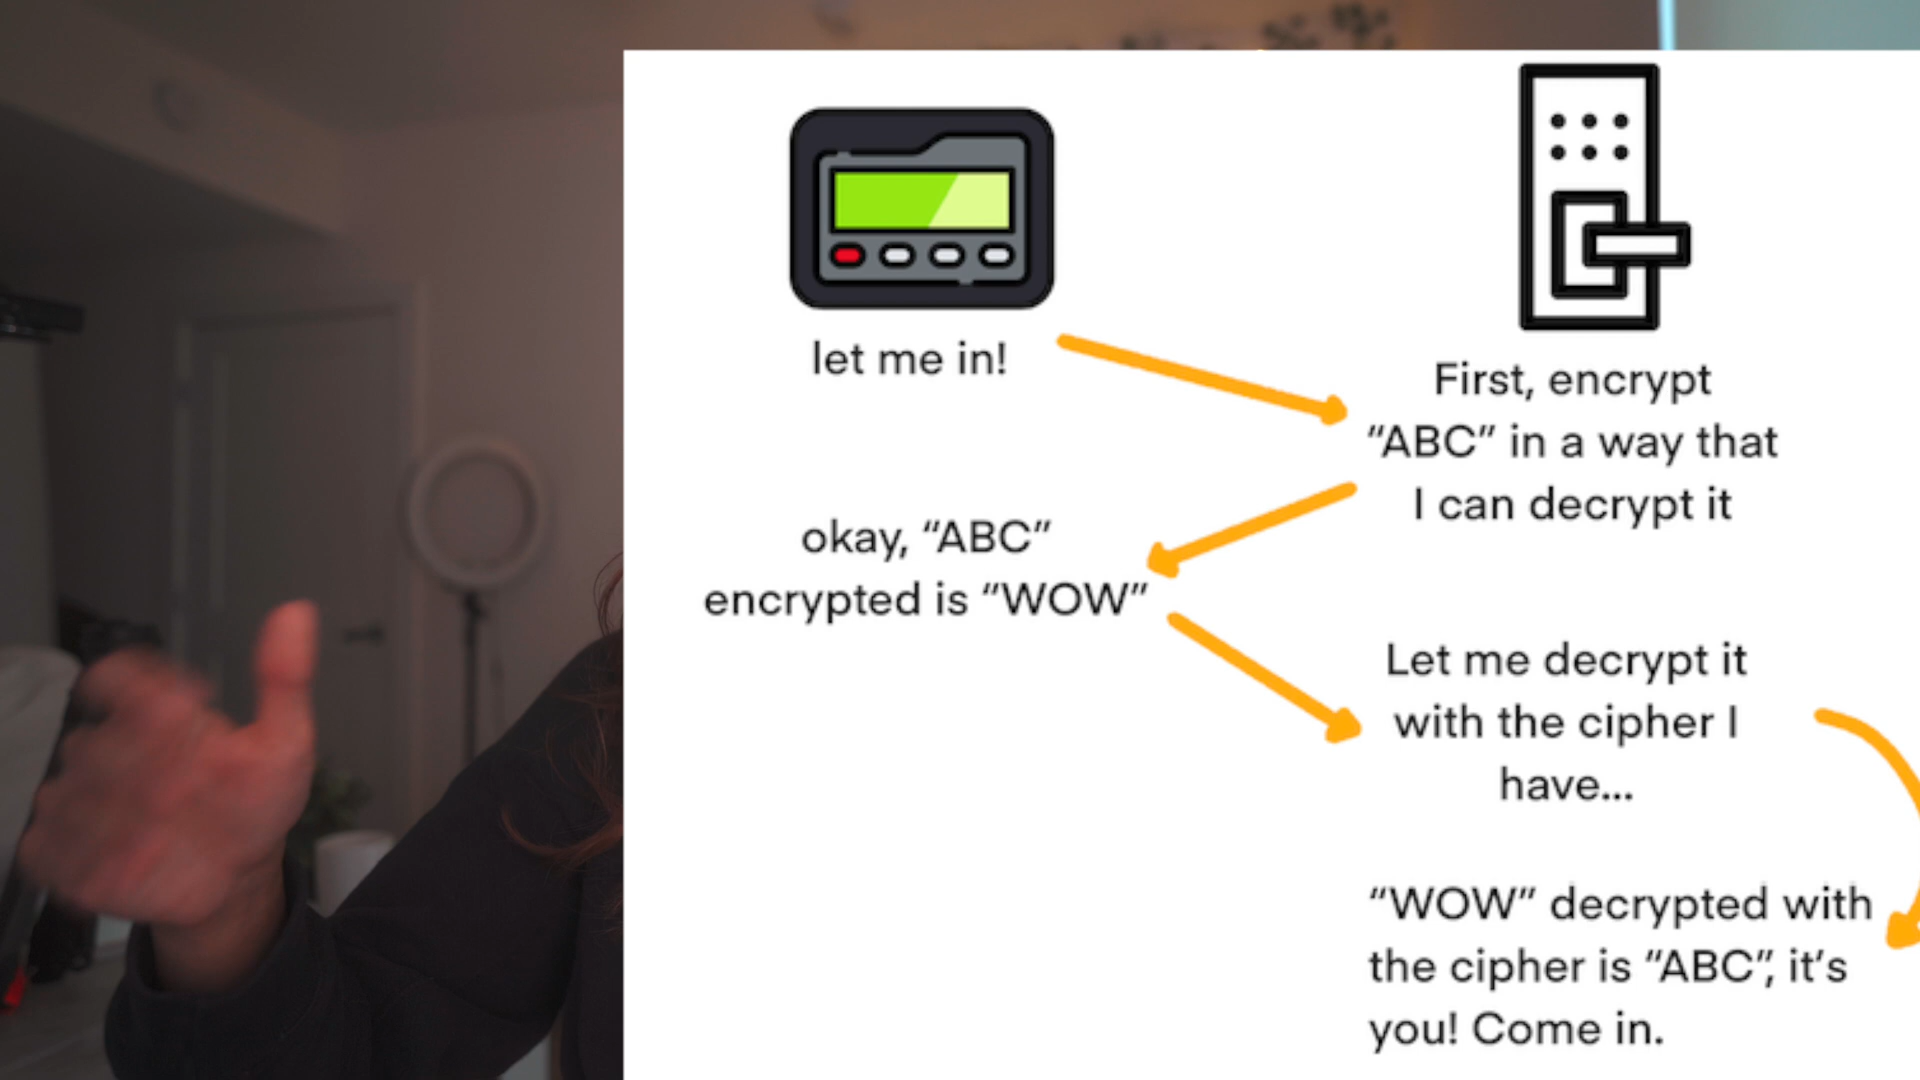 let me in!
First, encrypt
“ABC” in a way that
I can decrypt it
okay, “ABC”
encrypted is “WOW”
Let me decrypt it
with the cipher I
have...
“WOW” decrypted with
the cipher is “ABC”, it’s
you! Come in.